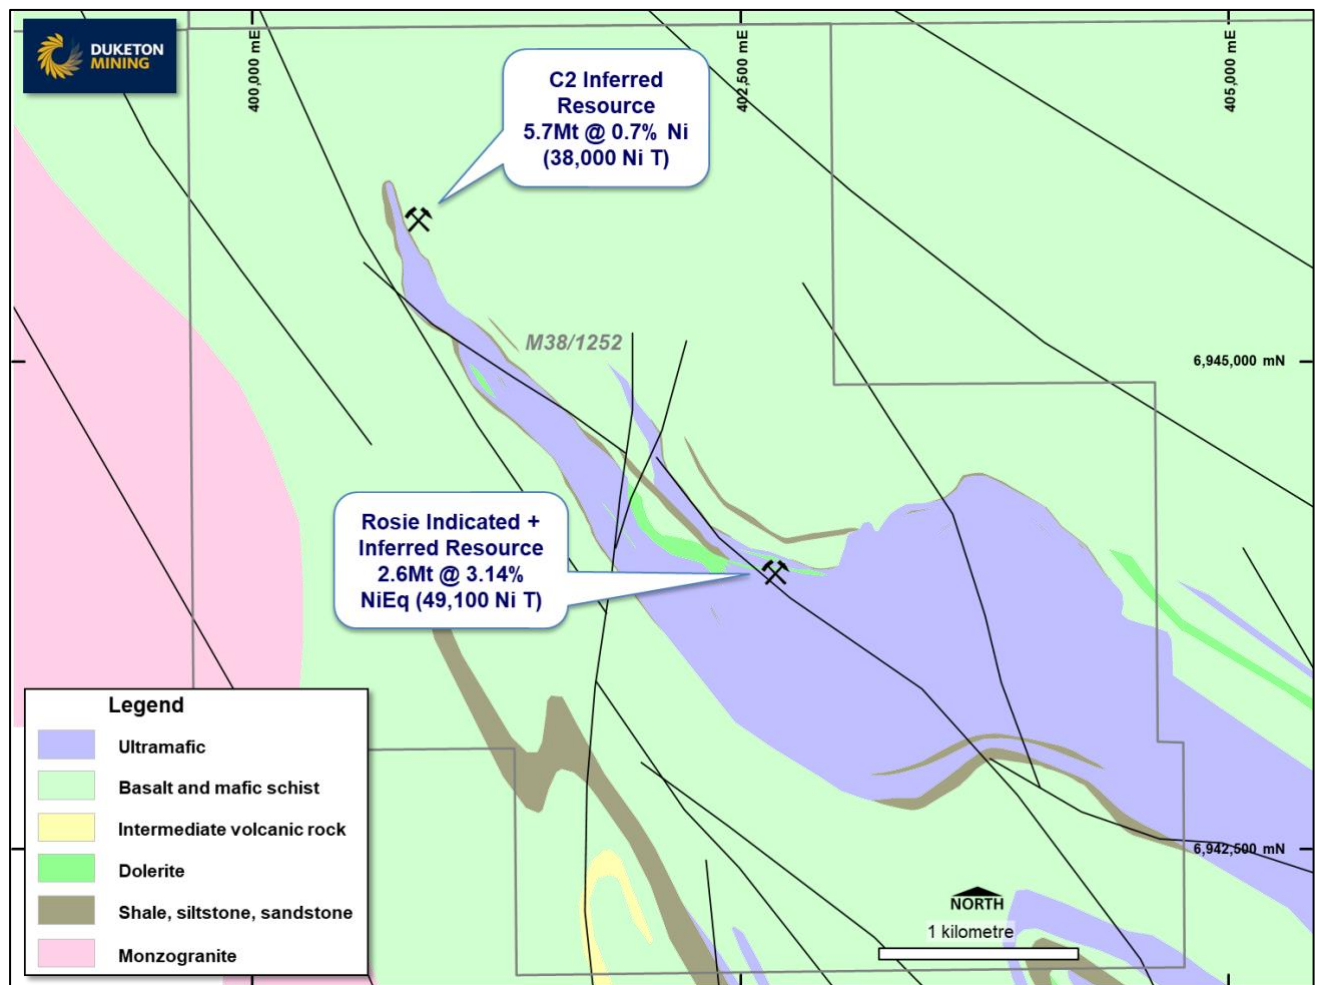 DUKETON
MINING
400,000 mE
402,500 mE
405,000 mE
C2 Inferred
Resource
5.7Mt @ 0.7% Ni
(38,000 Ni T)
M38/1252
6,945,000 mN
Rosie Indicated +
Inferred Resource
2.6Mt @ 3.14%
NiEq (49,100 Ni T)
Legend
Ultramafic
Basalt and mafic schist
Intermediate volcanic rock
Dolerite
Shale, siltstone, sandstone
Monzogranite
6,942,500 mN
NORTH
1 kilometre